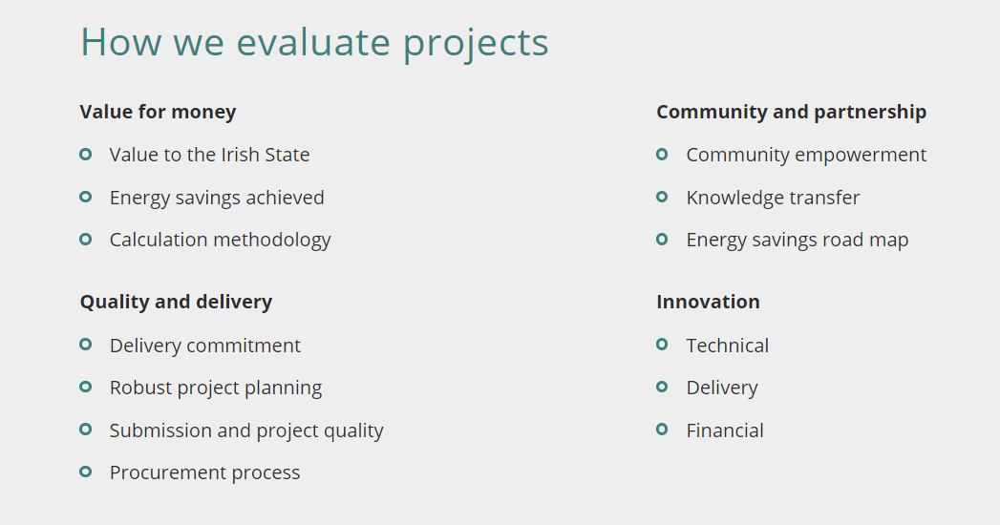 How we evaluate projects
Value for money
Value to the Irish State
Energy savings achieved
Calculation methodology
Quality and delivery
Delivery commitment
Robust project planning
Submission and project quality
Procurement process
Community and partnership
Community empowerment
Knowledge transfer
Energy savings road map
Innovation
Technical
Delivery
Financial